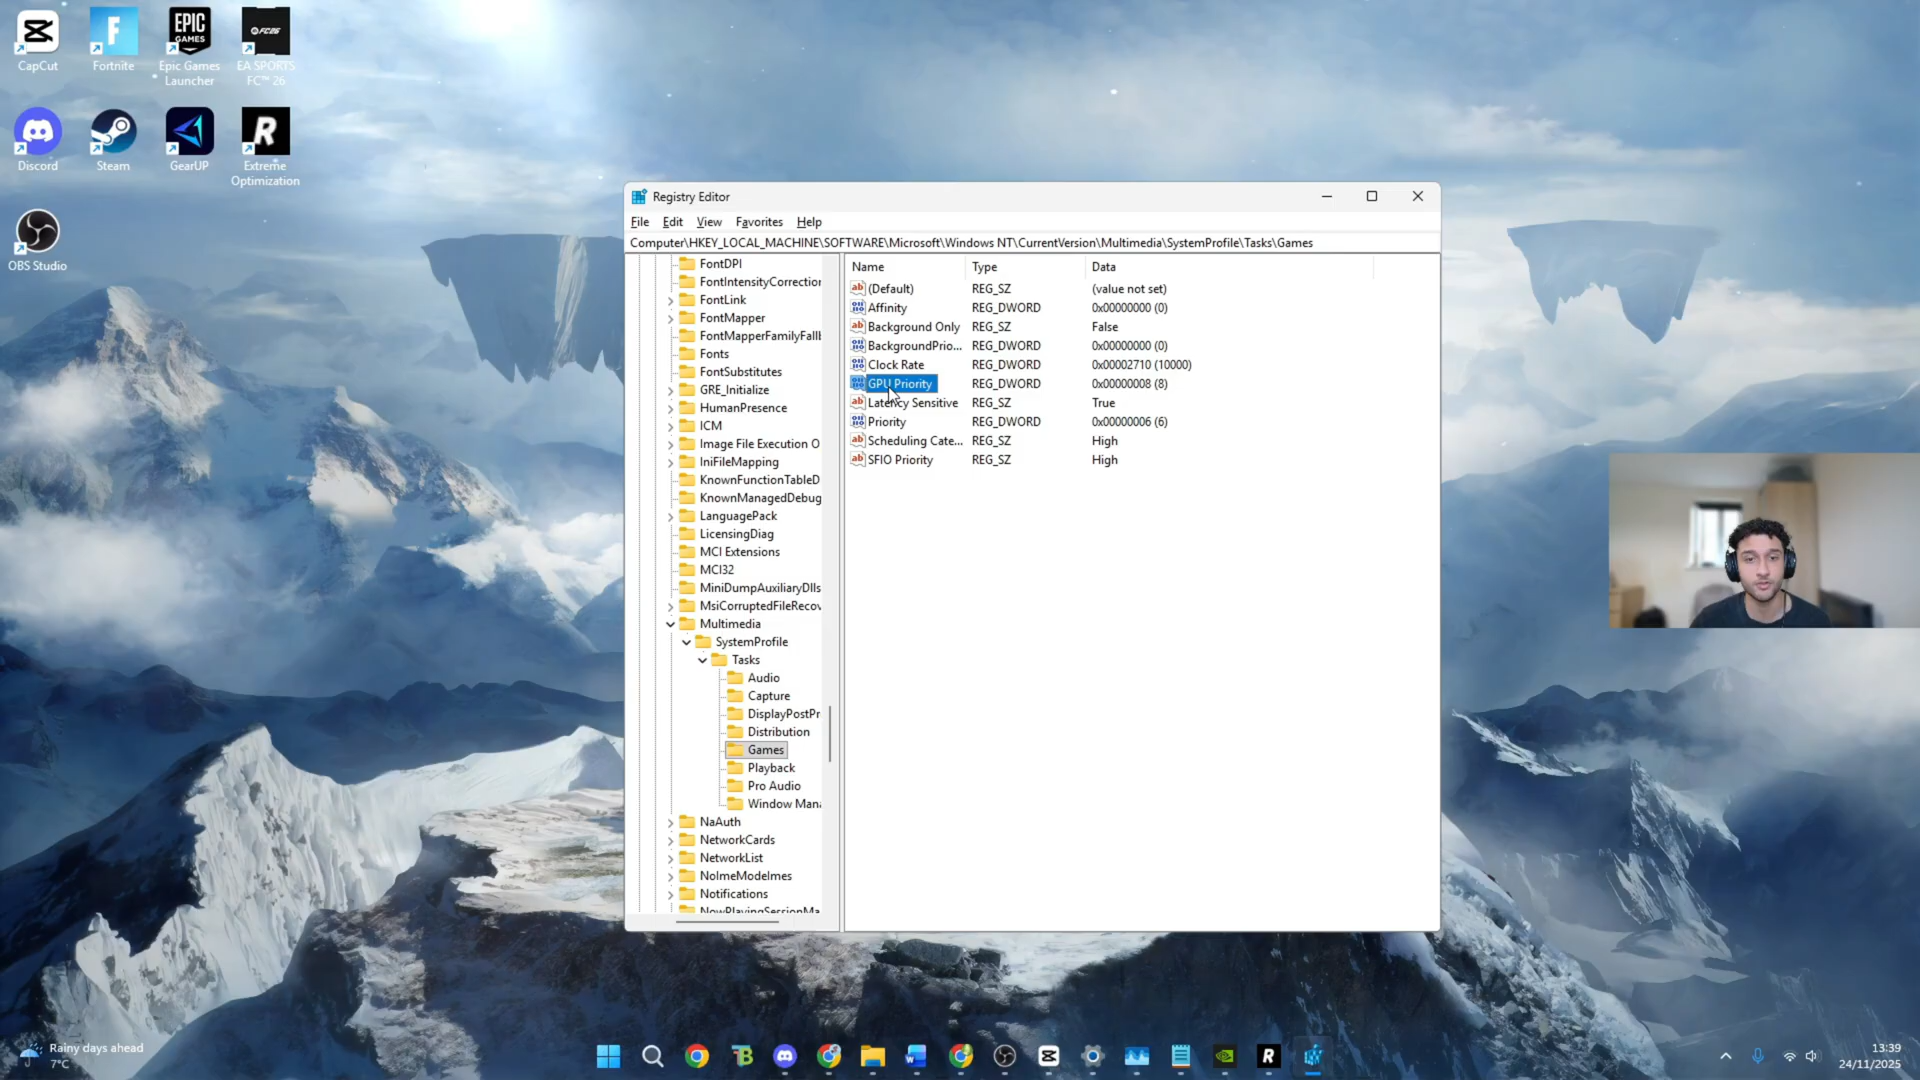 CapCut
Fortnite
EPIC
GAMES
Epic Games
Launcher
FC26
EA SPORTS
FC™ 26
Discord
Steam
GearUP
Extreme
Optimization
OBS Studio
Registry Editor
File Edit View Favorites Help
Computer\HKEY_LOCAL_MACHINE\SOFTWARE\Microsoft\Windows NT\CurrentVersion\Multimedia\SystemProfile\Tasks\Games
FontDPI
FontIntensityCorrection
FontLink
FontMapper
FontMapperFamilyFallb
Fonts
FontSubstitutes
GRE_Initialize
HumanPresence
ICM
Image File Execution O
IniFileMapping
KnownFunctionTableD
KnownManagedDebug
LanguagePack
LicensingDiag
MCI Extensions
MCI32
MiniDumpAuxiliaryDlls
MsiCorruptedFileRecov
Multimedia
SystemProfile
Tasks
Audio
Capture
DisplayPostPr
Distribution
Games
Playback
Pro Audio
Window Mana
NaAuth
NetworkCards
NetworkList
NoImeModeImes
Notifications
NowPlayingSessionMa
Name Type Data
(Default) REG_SZ (value not set)
Affinity REG_DWORD 0x00000000 (0)
Background Only REG_SZ False
BackgroundPrio... REG_DWORD 0x00000000 (0)
Clock Rate REG_DWORD 0x00002710 (10000)
GPU Priority REG_DWORD 0x00000008 (8)
Latency Sensitive REG_SZ True
Priority REG_DWORD 0x00000006 (6)
Scheduling Cate... REG_SZ High
SFIO Priority REG_SZ High
Rainy days ahead
7°C
13:39
24/11/2025